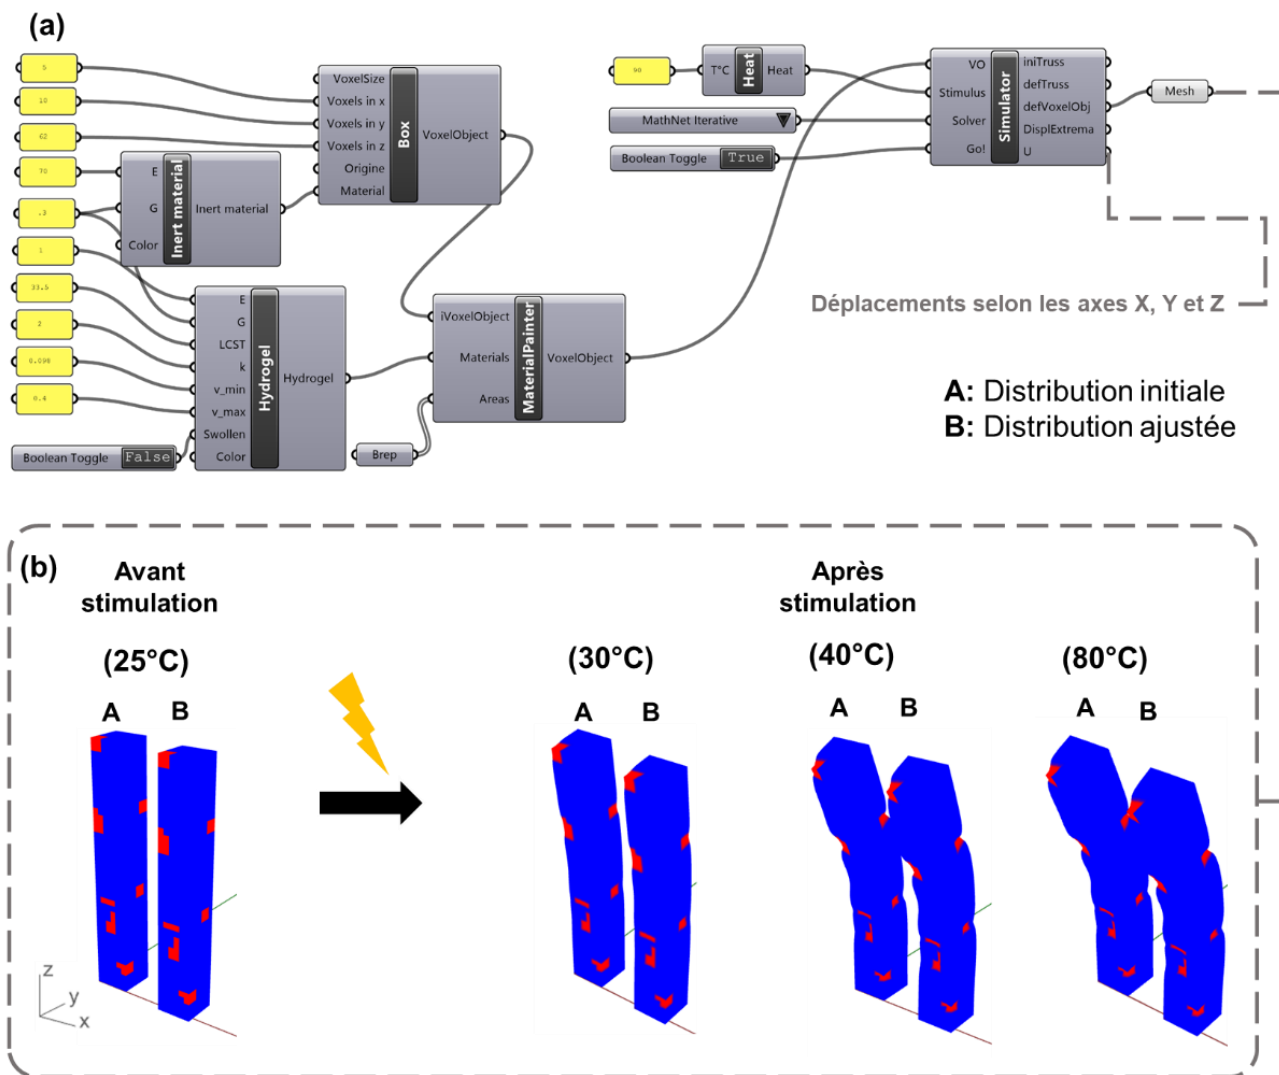 (a)
5
10
62
70
.3
1
33.5
2
0.098
0.4
Boolean Toggle False
E
G
Color
Inert material
Inert material
VoxelSize
Voxels in x
Voxels in y
Voxels in z
Origine
Material
Box
VoxelObject
E
G
LCST
k
v_min
v_max
Swollen
Color
Hydrogel
Hydrogel
Brep
iVoxelObject
Materials
Areas
MaterialPainter
VoxelObject
90
T°C
Heat
Heat
MathNet Iterative
Boolean Toggle True
VO
Stimulus
Solver
Go!
Simulator
iniTruss
defTruss
defVoxelObj
DisplExtrema
U
Mesh
Déplacements selon les axes X, Y et Z
A: Distribution initiale
B: Distribution ajustée
(b)
Avant
stimulation
(25°C)
A B
Après
stimulation
(30°C)
A B
(40°C)
A B
(80°C)
A B
z
y
x